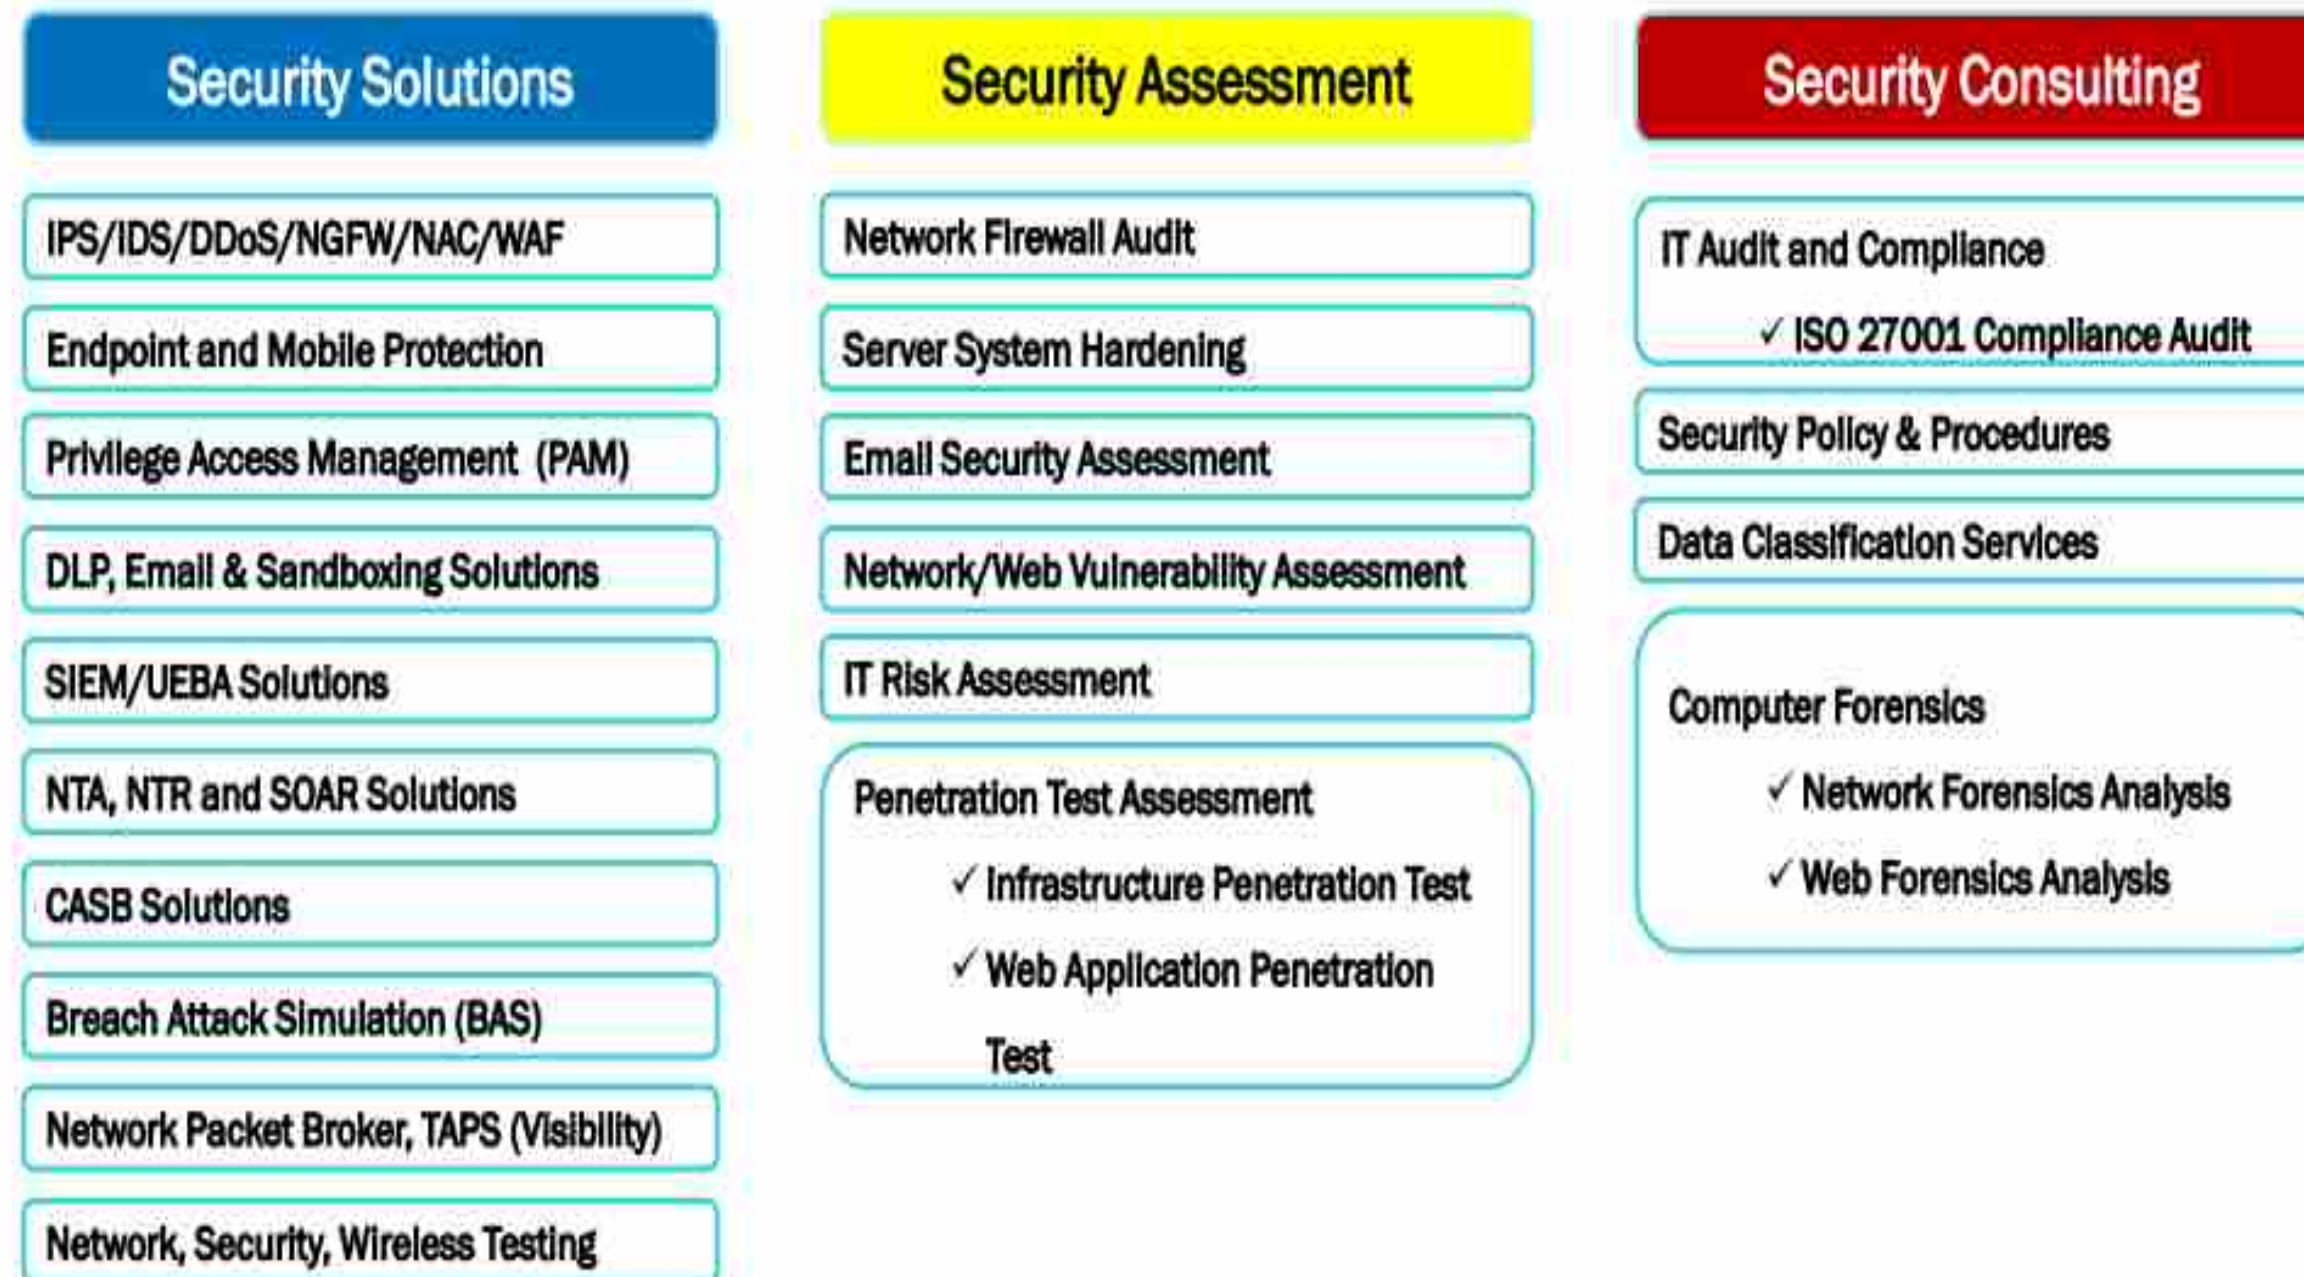 Security Solutions
IPS/IDS/DDoS/NGFW/NAC/WAF
Endpoint and Mobile Protection
Privilege Access Management (PAM)
DLP, Email & Sandboxing Solutions
SIEM/UEBA Solutions
NTA, NTR and SOAR Solutions
CASB Solutions
Breach Attack Simulation (BAS)
Network Packet Broker, TAPS (Visibility)
Network, Security, Wireless Testing
Security Assessment
Network Firewall Audit
Server System Hardening
Email Security Assessment
Network/Web Vulnerability Assessment
IT Risk Assessment
Penetration Test Assessment
✓ Infrastructure Penetration Test
✓ Web Application Penetration
Test
Security Consulting
IT Audit and Compliance
✓ ISO 27001 Compliance Audit
Security Policy & Procedures
Data Classification Services
Computer Forensics
✓ Network Forensics Analysis
✓ Web Forensics Analysis